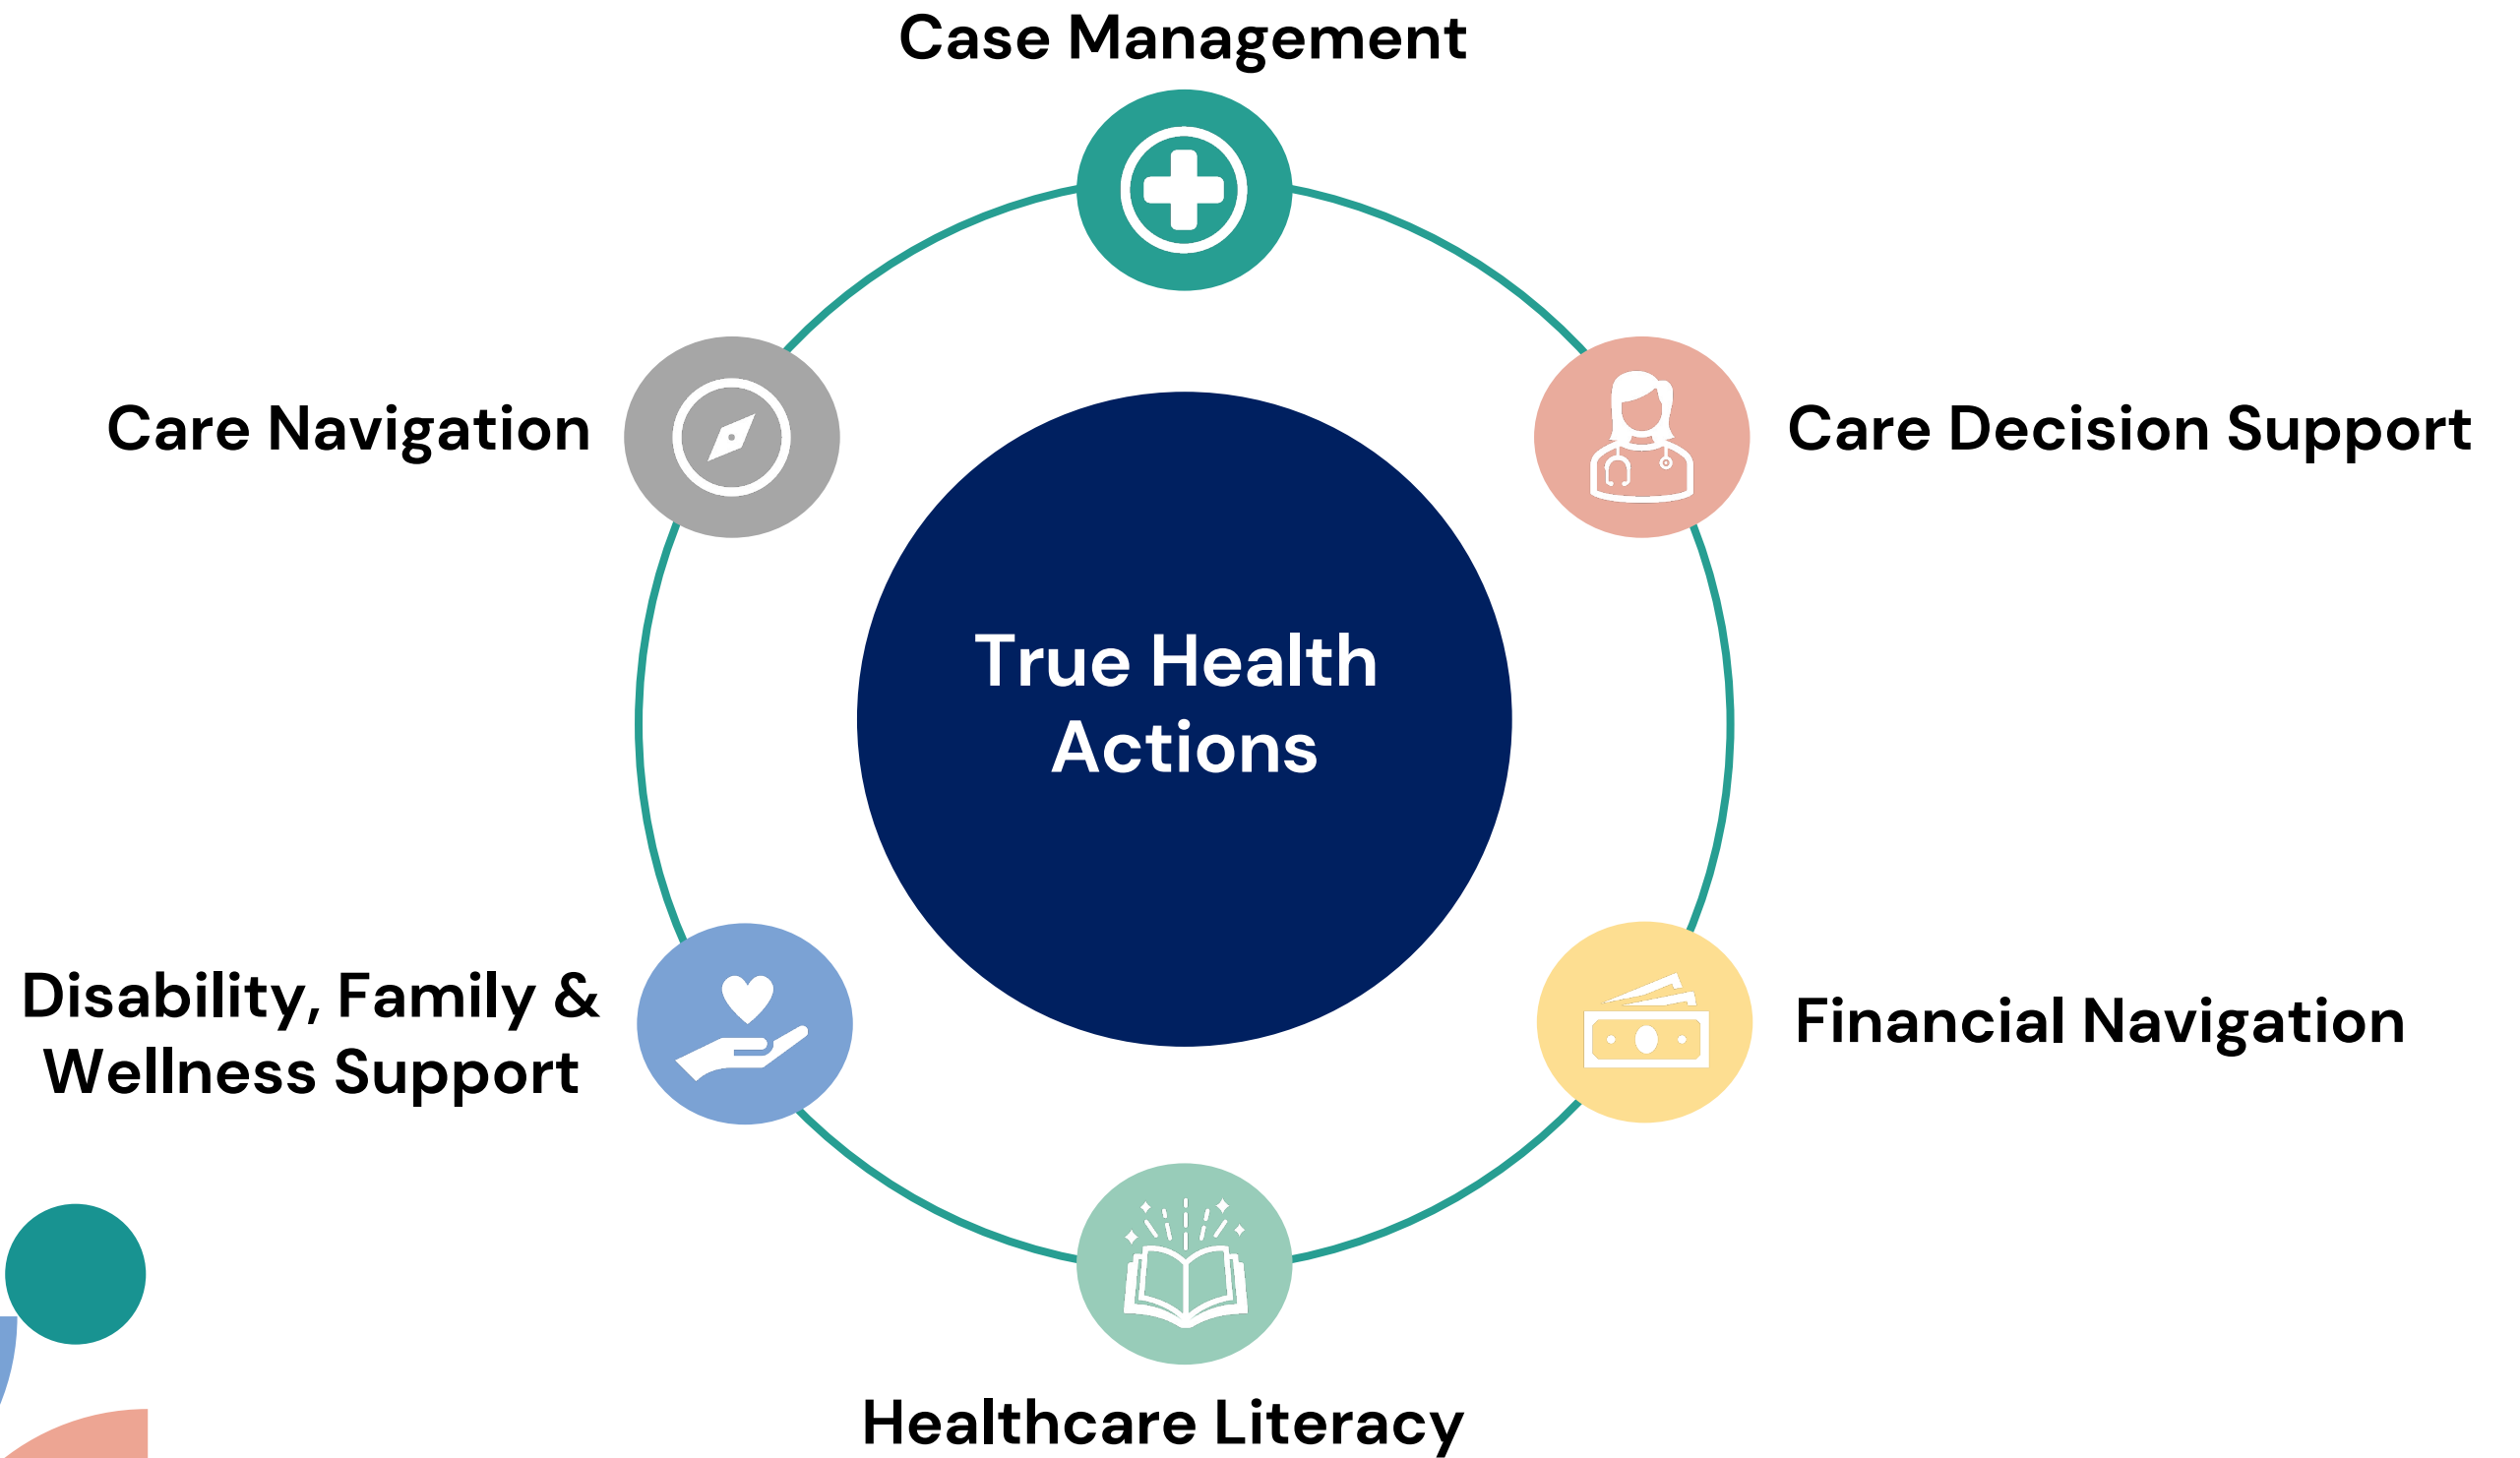 Case Management
Care Navigation
Care Decision Support
True Health
Actions
Disability, Family &
Wellness Support
Financial Navigation
Healthcare Literacy